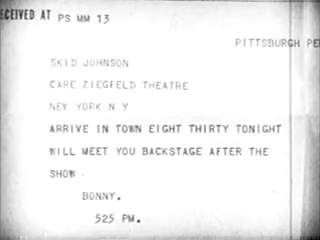 ECEIVED AT PS MM 13
PITTSBURGH PE
SKID JOHNSON
CARE ZIEGFELD THEATRE
NEW YORK N Y
ARRIVE IN TOWN EIGHT THIRTY TONIGHT
WILL MEET YOU BACKSTAGE AFTER THE
SHOW.
BONNY.
525 PM.